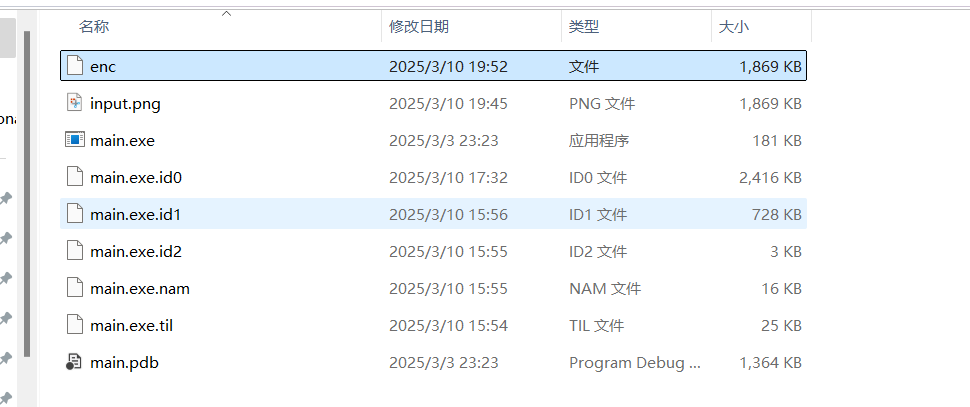 名称 修改日期 类型 大小
enc 2025/3/10 19:52 文件 1,869 KB
input.png 2025/3/10 19:45 PNG 文件 1,869 KB
main.exe 2025/3/3 23:23 应用程序 181 KB
main.exe.id0 2025/3/10 17:32 ID0 文件 2,416 KB
main.exe.id1 2025/3/10 15:56 ID1 文件 728 KB
main.exe.id2 2025/3/10 15:55 ID2 文件 3 KB
main.exe.nam 2025/3/10 15:55 NAM 文件 16 KB
main.exe.til 2025/3/10 15:54 TIL 文件 25 KB
main.pdb 2025/3/3 23:23 Program Debug ... 1,364 KB